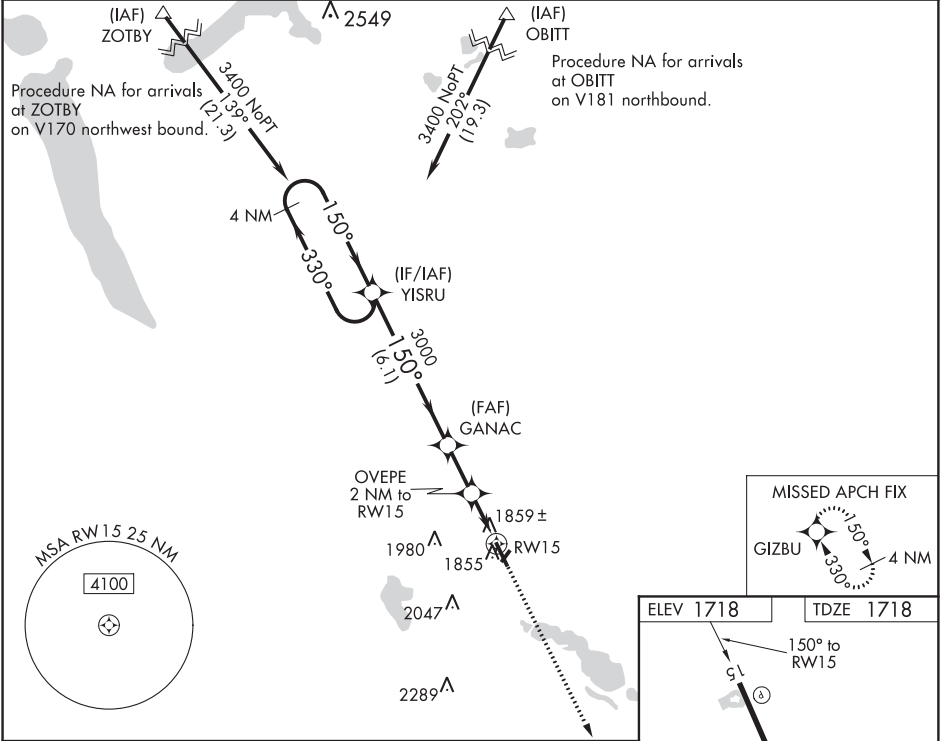 (IAF)
ZOTBY
2549
(IAF)
OBITT
Procedure NA for arrivals
at ZOTBY
on V170 northwest bound.
3400 NoPT
139°
(21.3)
3400 NoPT
202°
(19.3)
Procedure NA for arrivals
at OBITT
on V181 northbound.
4 NM
150°
330°
(IF/IAF)
YISRU
3000
150°
(6.1)
(FAF)
GANAC
OVEPE
2 NM to
RW15
1859±
1980
1855
RW15
2047
2289
MSA RW15 25 NM
4100
MISSED APCH FIX
GIZBU
150°
330°
4 NM
ELEV 1718
TDZE 1718
150° to
RW15
15